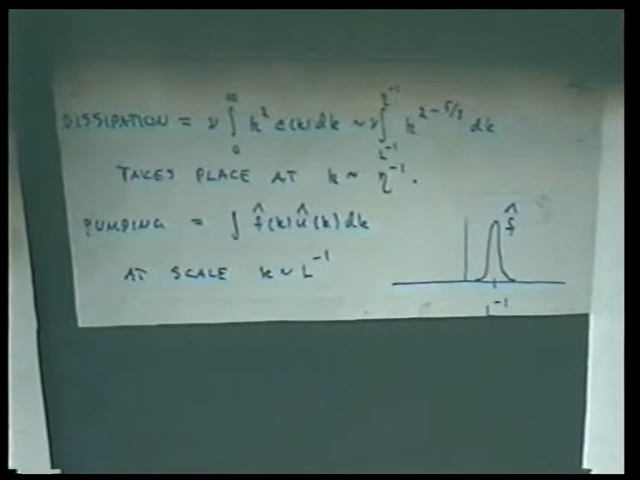 DISSIPATION = ν ∫₀^∞ k² e(k) dk ~ ν ∫_{L⁻¹}^{η⁻¹} k^{2-5/3} dk
TAKES PLACE AT k ~ η⁻¹.
PUMPING = ∫ f̂(k) û(k) dk
f̂
AT SCALE k ~ L⁻¹
L⁻¹